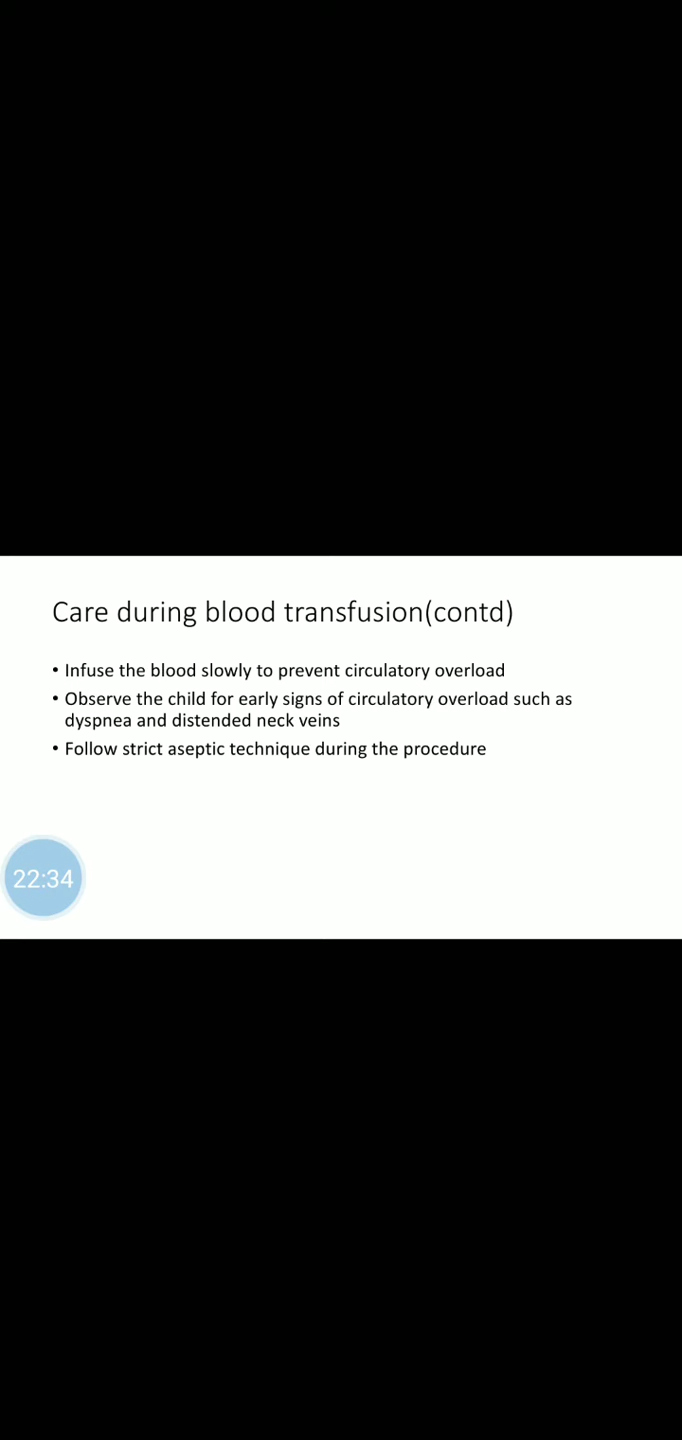 Care during blood transfusion(contd)
• Infuse the blood slowly to prevent circulatory overload
• Observe the child for early signs of circulatory overload such as
dyspnea and distended neck veins
• Follow strict aseptic technique during the procedure
22:34